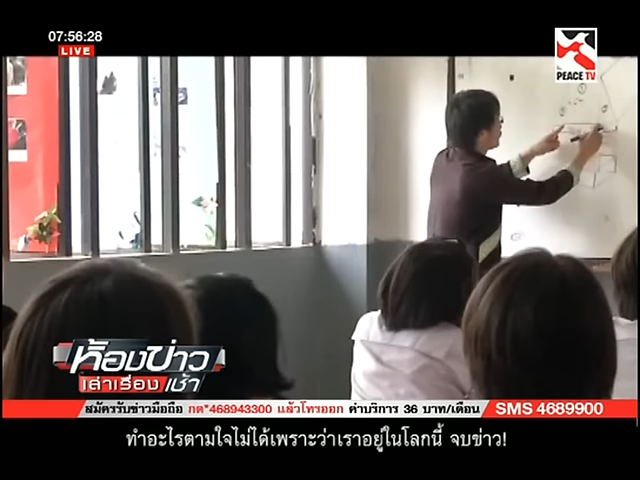 07:56:28
LIVE
PEACE TV
ห้องข่าว
เล่าเรื่อง เช้า
สมัครรับข่าวมือถือ กด*468943300 แล้วโทรออก ค่าบริการ 36 บาท/เดือน SMS 4689900
ทำอะไรตามใจไม่ได้เพราะว่าเราอยู่ในโลกนี้ จบข่าว!